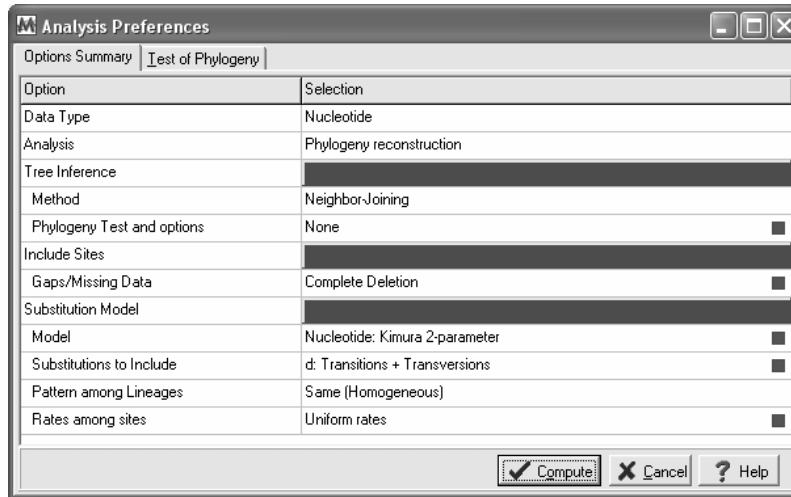 Analysis Preferences
Options Summary Test of Phylogeny
Option Selection
Data Type Nucleotide
Analysis Phylogeny reconstruction
Tree Inference
Method Neighbor-Joining
Phylogeny Test and options None
Include Sites
Gaps/Missing Data Complete Deletion
Substitution Model
Model Nucleotide: Kimura 2-parameter
Substitutions to Include d: Transitions + Transversions
Pattern among Lineages Same (Homogeneous)
Rates among sites Uniform rates
Compute Cancel ? Help